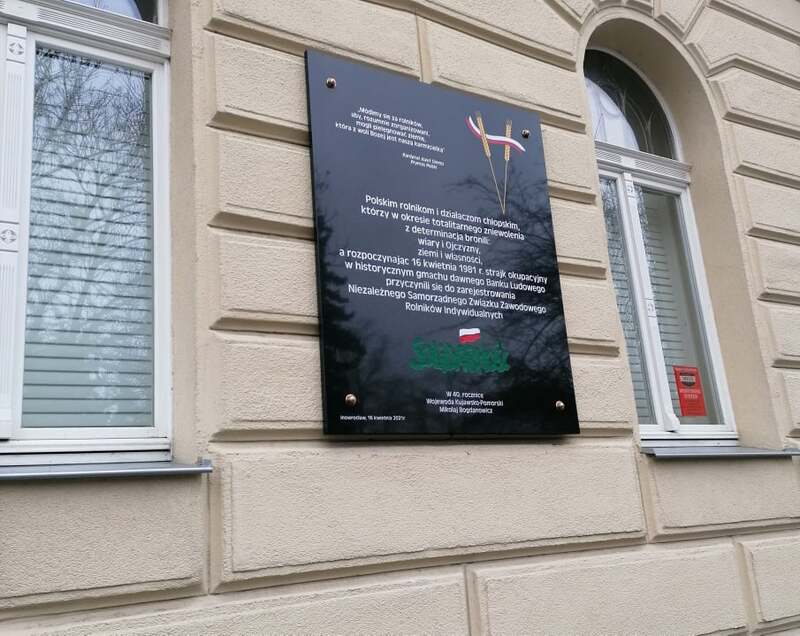 „Módlmy się za rolników,
aby, rozumnie zorganizowani,
mogli pielęgnować ziemię,
która z woli Bożej jest naszą karmicielką”
Kardynał Józef Glemp
Prymas Polski
Polskim rolnikom i działaczom chłopskim,
którzy w okresie totalitarnego zniewolenia
z determinacją bronili:
wiary i Ojczyzny,
ziemi i własności,
a rozpoczynając 16 kwietnia 1981 r. strajk okupacyjny
w historycznym gmachu dawnego Banku Ludowego
przyczynili się do zarejestrowania
Niezależnego Samorządnego Związku Zawodowego
Rolników Indywidualnych
Solidarność
W 40. rocznicę
Wojewoda Kujawsko-Pomorski
Mikołaj Bogdanowicz
Inowrocław, 16 kwietnia 2021r.